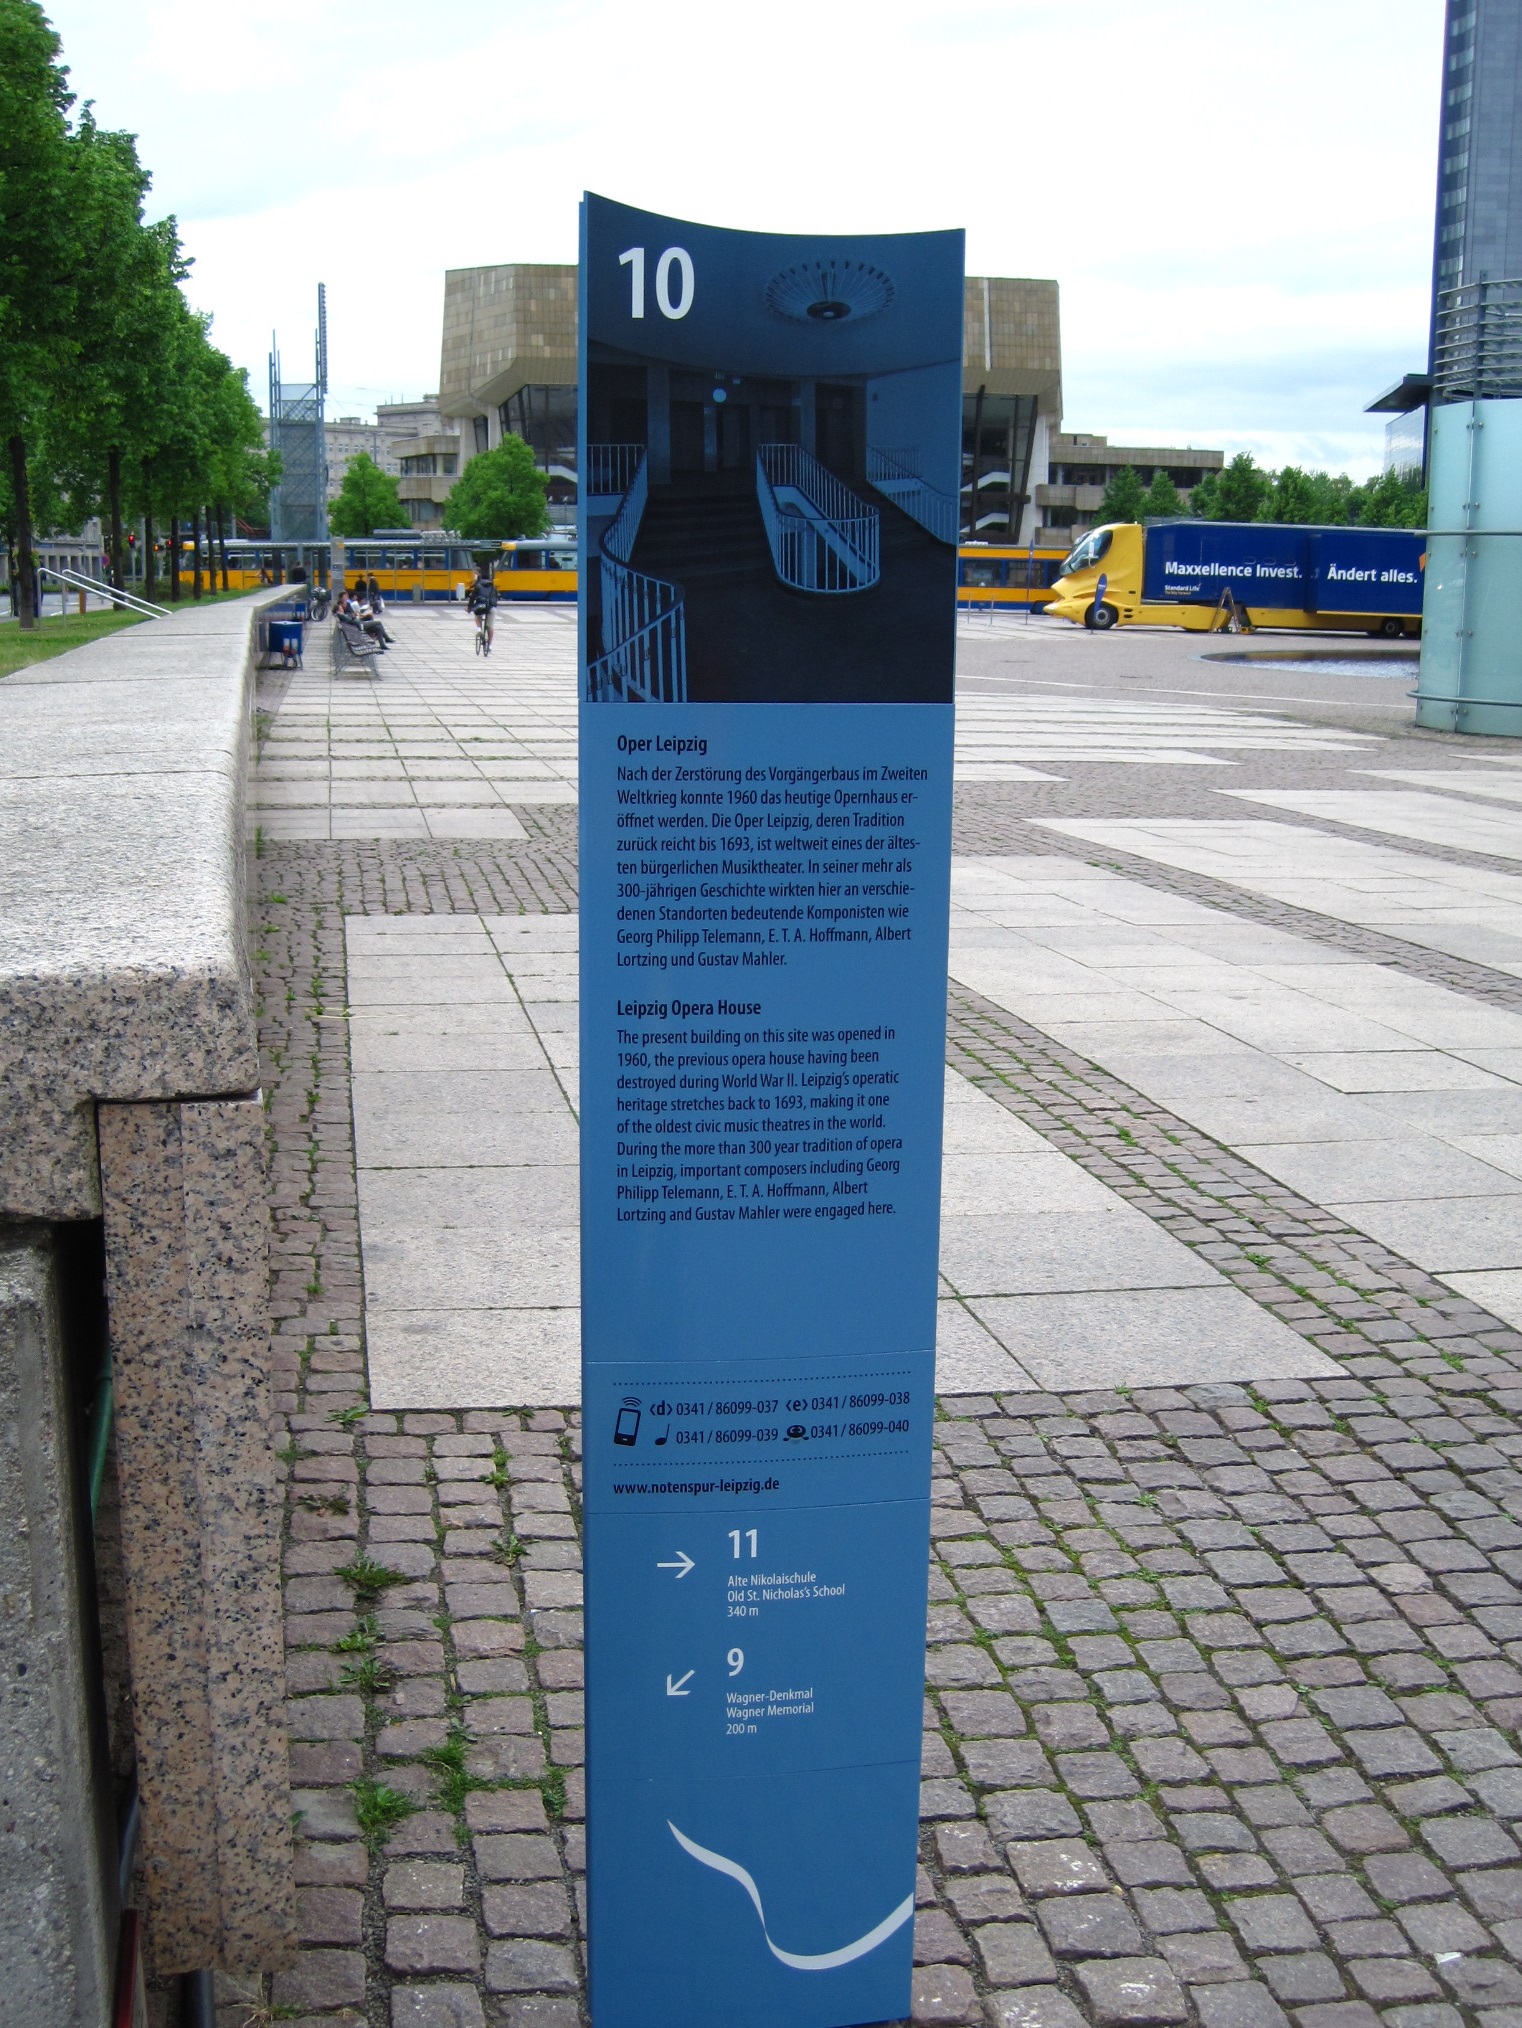 10
Maxxellence Invest. Ändert alles.
Standard Life
Oper Leipzig
Nach der Zerstörung des Vorgängerbaus im Zweiten
Weltkrieg konnte 1960 das heutige Opernhaus er-
öffnet werden. Die Oper Leipzig, deren Tradition
zurück reicht bis 1693, ist weltweit eines der ältes-
ten bürgerlichen Musiktheater. In seiner mehr als
300-jährigen Geschichte wirkten hier an verschie-
denen Standorten bedeutende Komponisten wie
Georg Philipp Telemann, E. T. A. Hoffmann, Albert
Lortzing und Gustav Mahler.
Leipzig Opera House
The present building on this site was opened in
1960, the previous opera house having been
destroyed during World War II. Leipzig's operatic
heritage stretches back to 1693, making it one
of the oldest civic music theatres in the world.
During the more than 300 year tradition of opera
in Leipzig, important composers including Georg
Philipp Telemann, E. T. A. Hoffmann, Albert
Lortzing and Gustav Mahler were engaged here.
<d> 0341 / 86099-037 <e> 0341 / 86099-038
0341 / 86099-039 0341 / 86099-040
www.notenspur-leipzig.de
11
Alte Nikolaischule
Old St. Nicholas's School
340 m
9
Wagner-Denkmal
Wagner Memorial
200 m